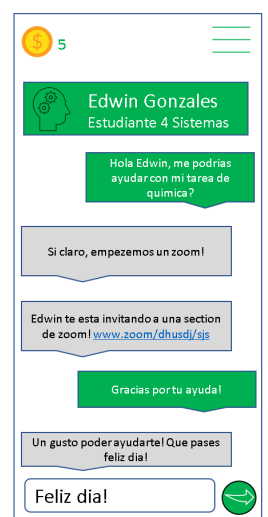 5
Edwin Gonzales
Estudiante 4 Sistemas
Hola Edwin, me podrias
ayudar con mi tarea de
quimica?
Si claro, empezemos un zoom!
Edwin te esta invitando a una section
de zoom! www.zoom/dhusdj/sjs
Gracias por tu ayuda!
Un gusto poder ayudarte! Que pases
feliz dia!
Feliz dia!